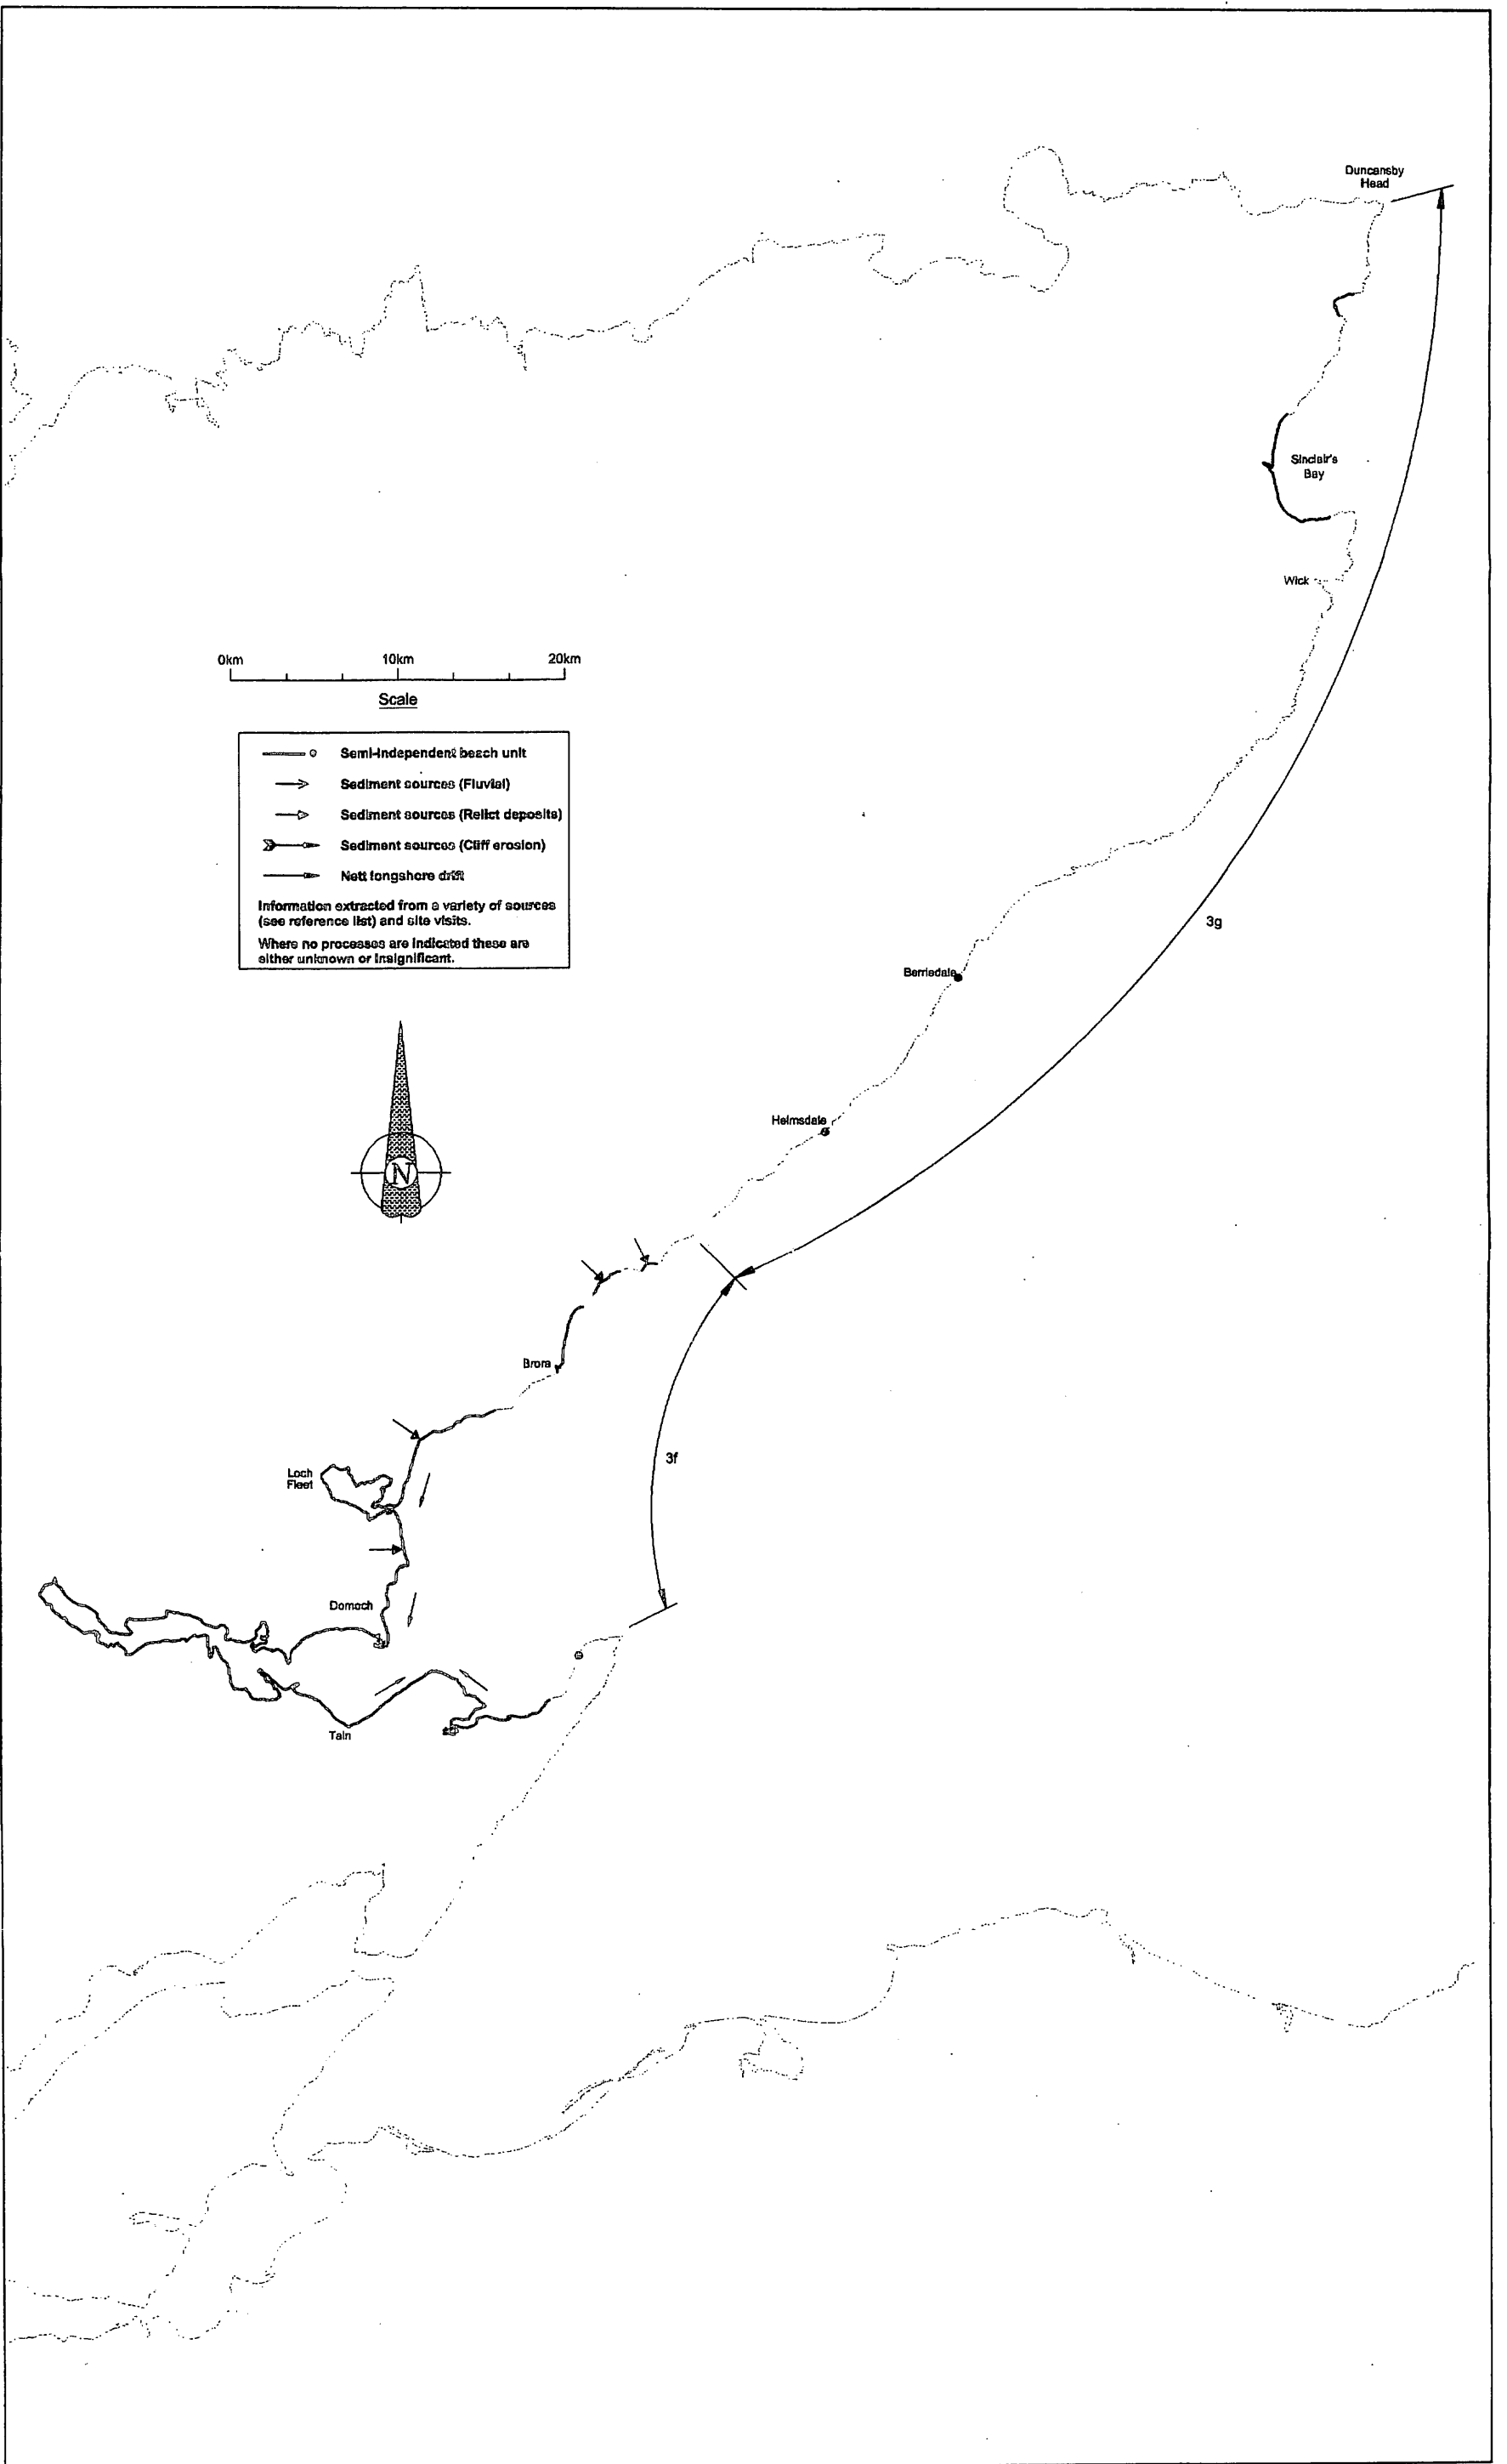 Duncansby
Head
Sinclair's
Bay
Wick
0km 10km 20km
Scale
Semi-independent beach unit
Sediment sources (Fluvial)
Sediment sources (Relict deposits)
Sediment sources (Cliff erosion)
Nett longshore drift
Information extracted from a variety of sources
(see reference list) and site visits.
Where no processes are indicated these are
either unknown or insignificant.
3g
Berriedale
N
Helmsdale
Brora
3f
Loch
Fleet
Dornoch
Tain